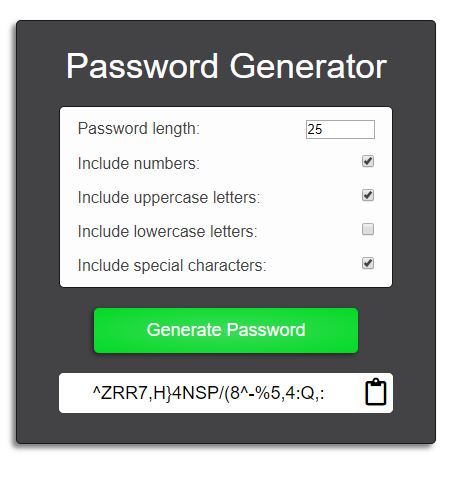 Password Generator
Password length: 25
Include numbers:
Include uppercase letters:
Include lowercase letters:
Include special characters:
Generate Password
^ZRR7,H}4NSP/(8^-%5,4:Q,: